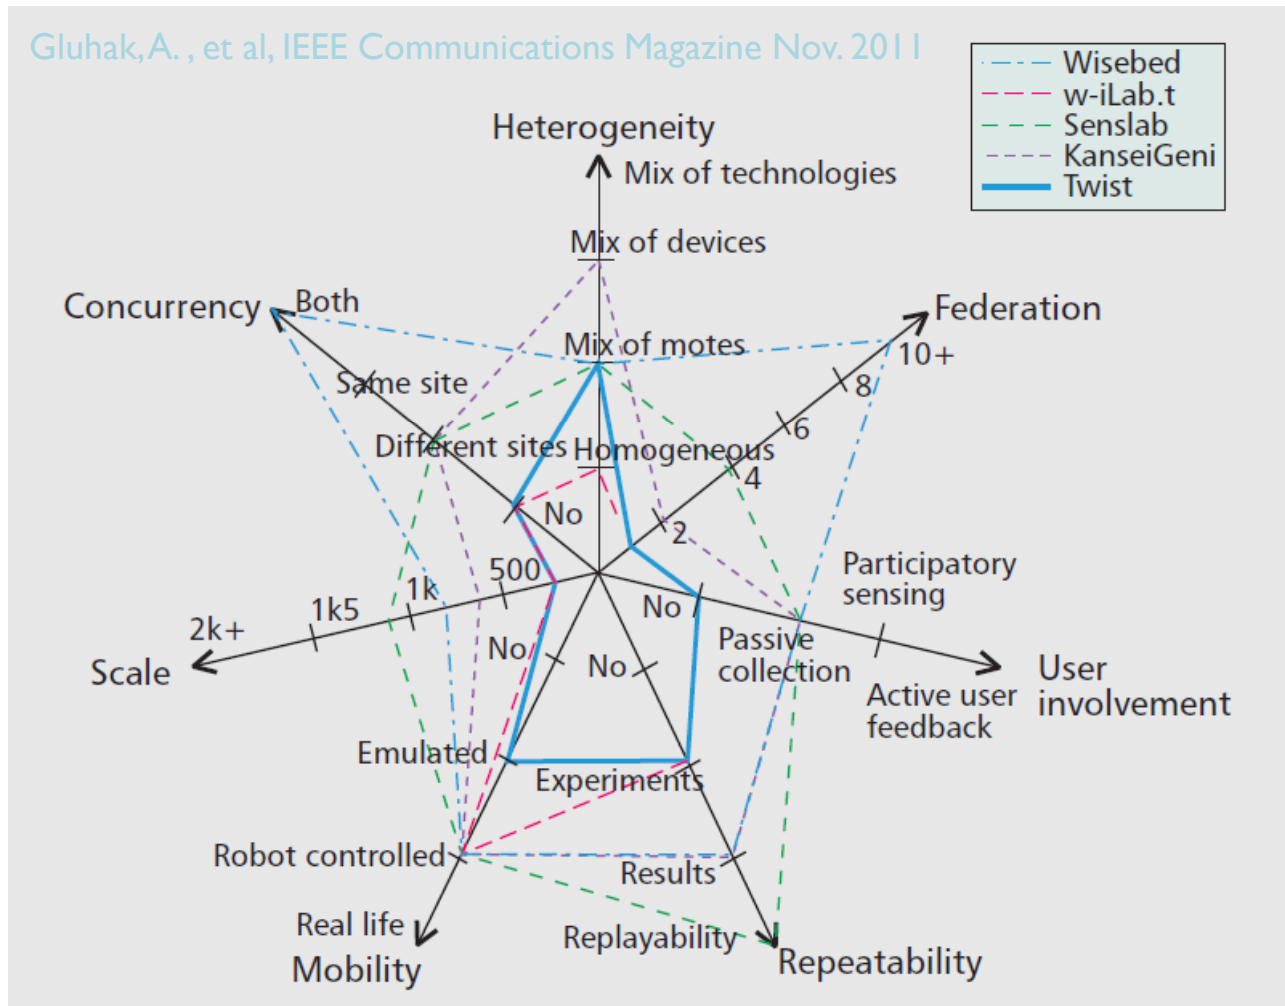 Gluhak, A. , et al, IEEE Communications Magazine Nov. 2011
Wisebed
w-iLab.t
Senslab
KanseiGeni
Twist
Heterogeneity
Mix of technologies
Mix of devices
Concurrency
Both
Federation
Mix of motes
10+
Same site
8
6
Different sites
Homogeneous
4
No
2
500
Participatory
sensing
1k
No
1k5
2k+
Passive
collection
No
No
Scale
User
involvement
Active user
feedback
Emulated
Experiments
Robot controlled
Results
Real life
Replayability
Mobility
Repeatability